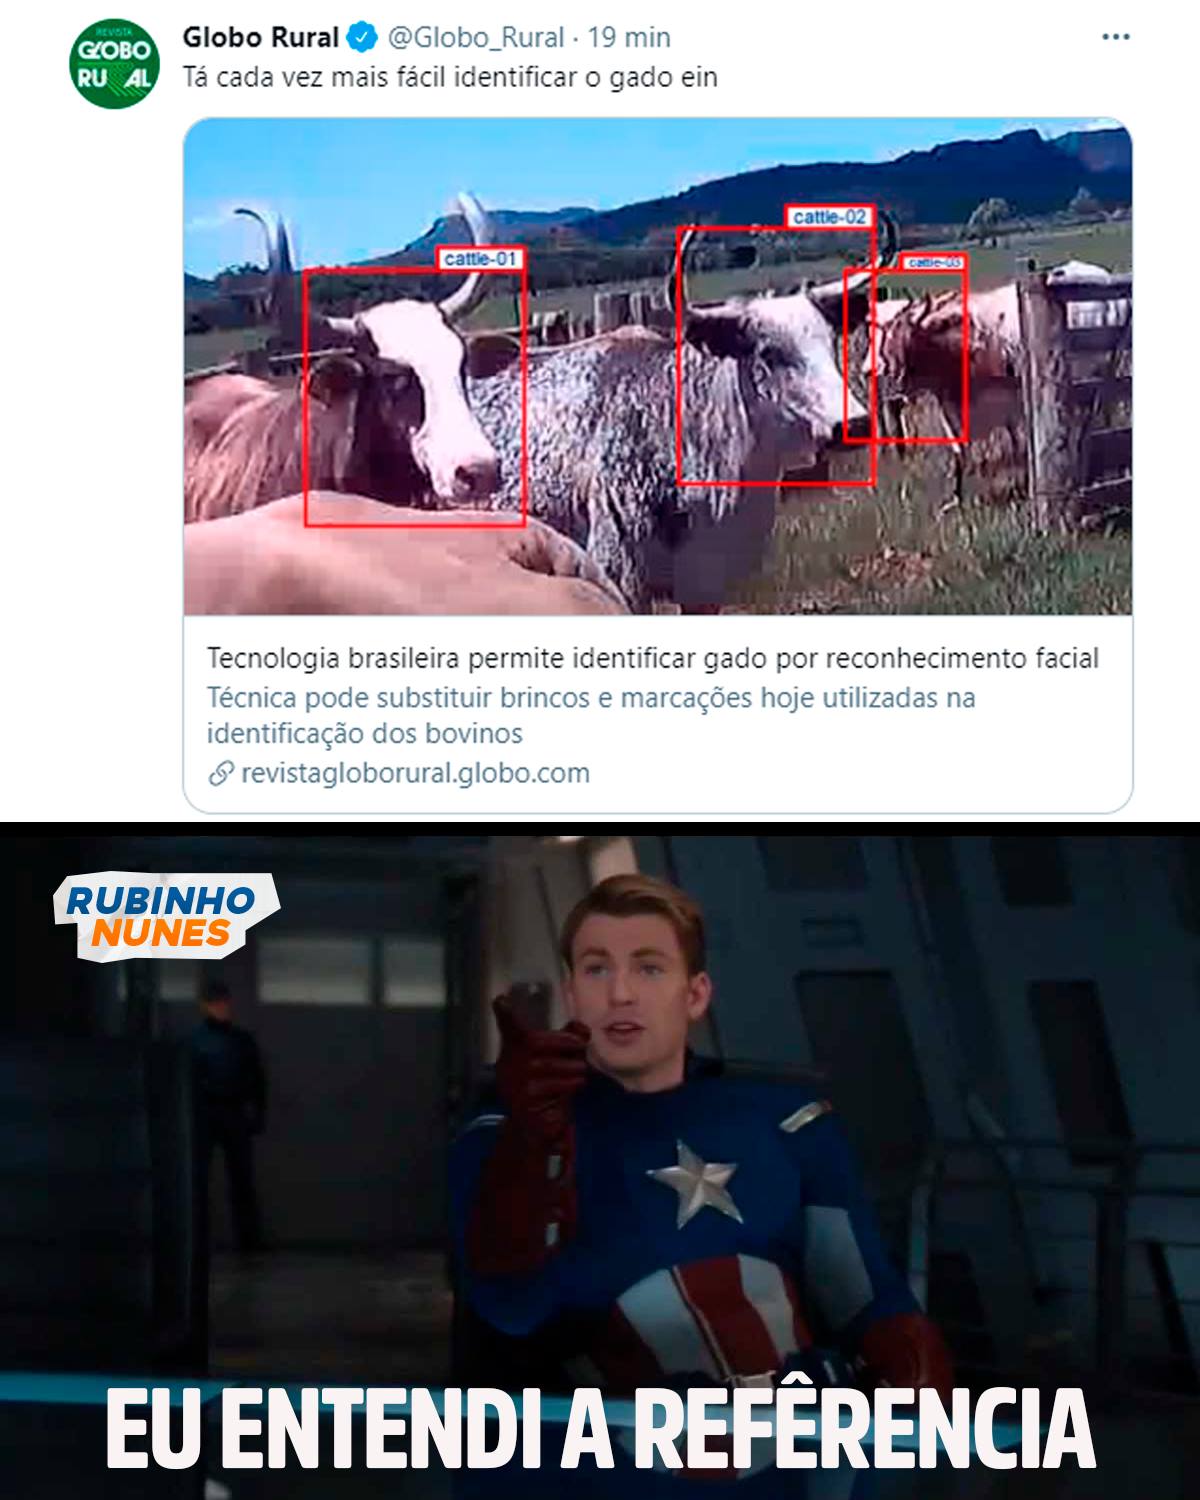 REVISTA
GLOBO
RURAL
Globo Rural @Globo_Rural · 19 min
Tá cada vez mais fácil identificar o gado ein
cattle-01
cattle-02
cattle-03
Tecnologia brasileira permite identificar gado por reconhecimento facial
Técnica pode substituir brincos e marcações hoje utilizadas na
identificação dos bovinos
revistagloborural.globo.com
RUBINHO
NUNES
EU ENTENDI A REFÊRENCIA